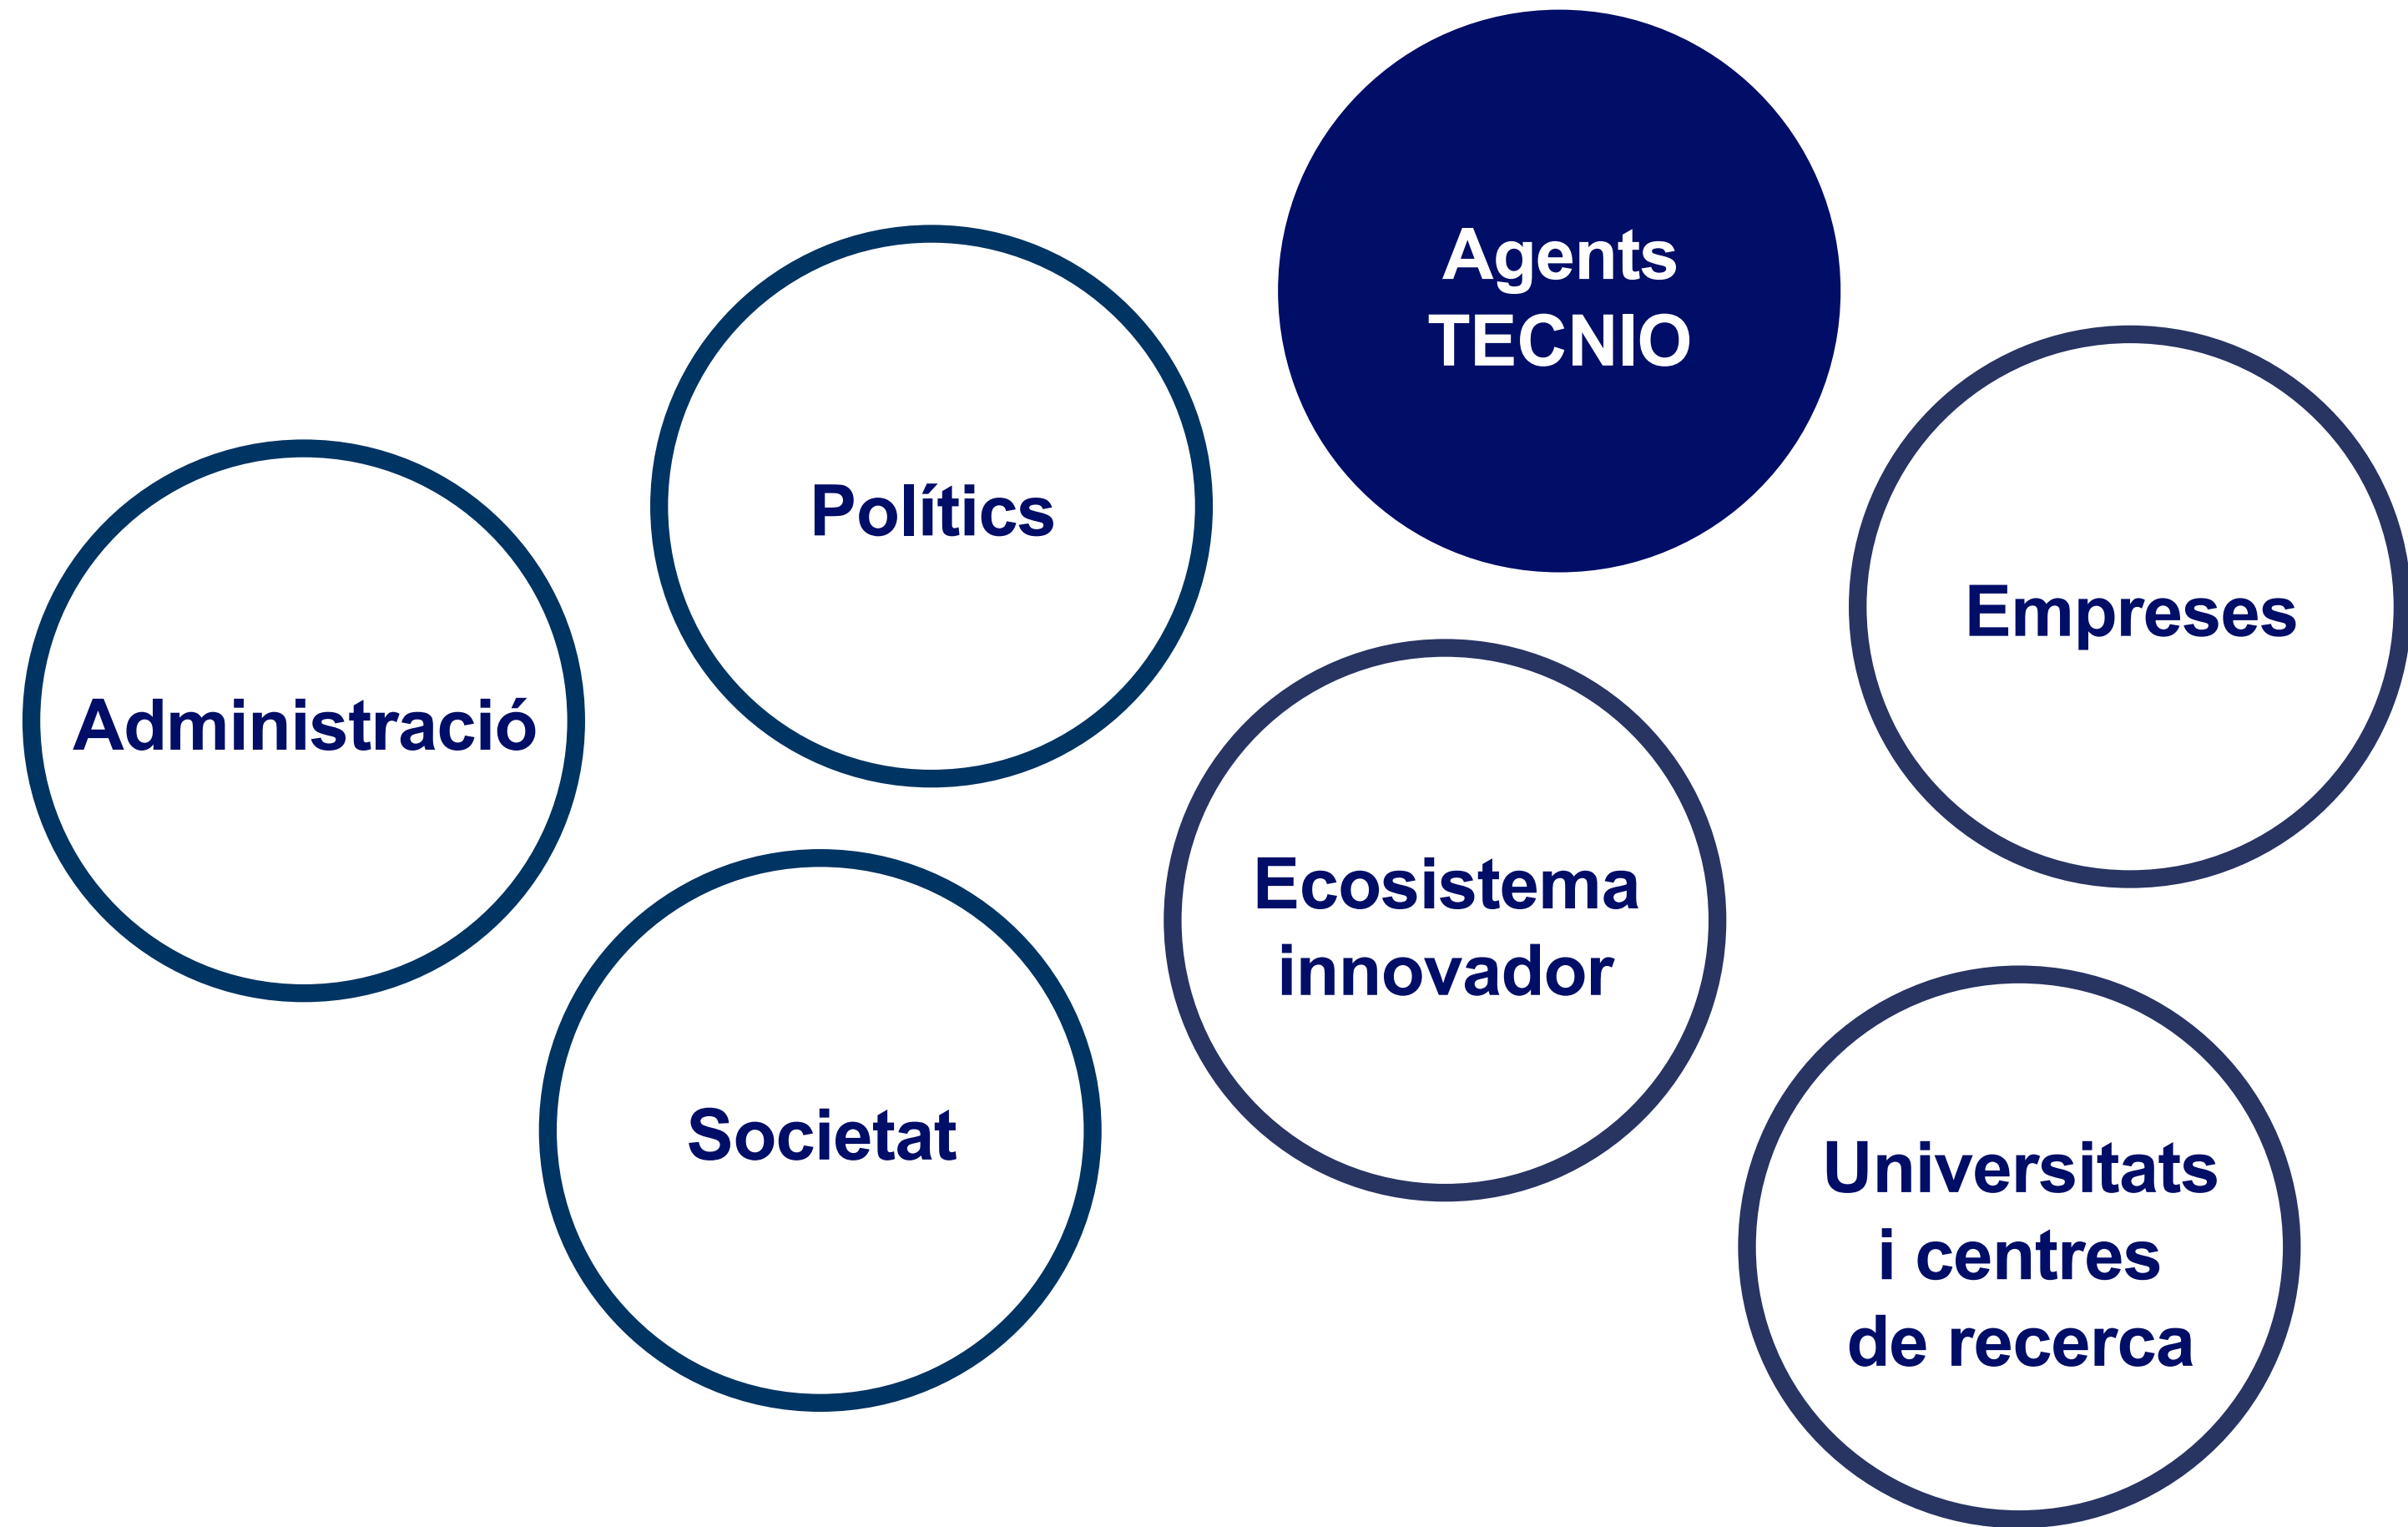 Agents
TECNIO
Polítics
Empreses
Administració
Ecosistema
innovador
Societat
Universitats
i centres
de recerca